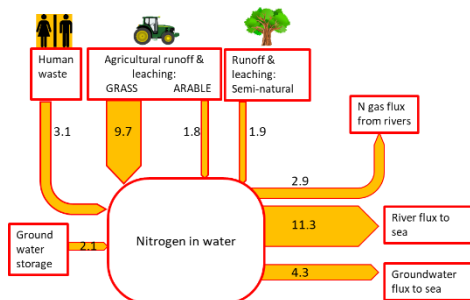 Human
waste
Agricultural runoff &
leaching:
GRASS ARABLE
Runoff &
leaching:
Semi-natural
N gas flux
from rivers
3.1
9.7
1.8
1.9
2.9
11.3
River flux to
sea
Ground
water
storage
2.1
Nitrogen in water
4.3
Groundwater
flux to sea